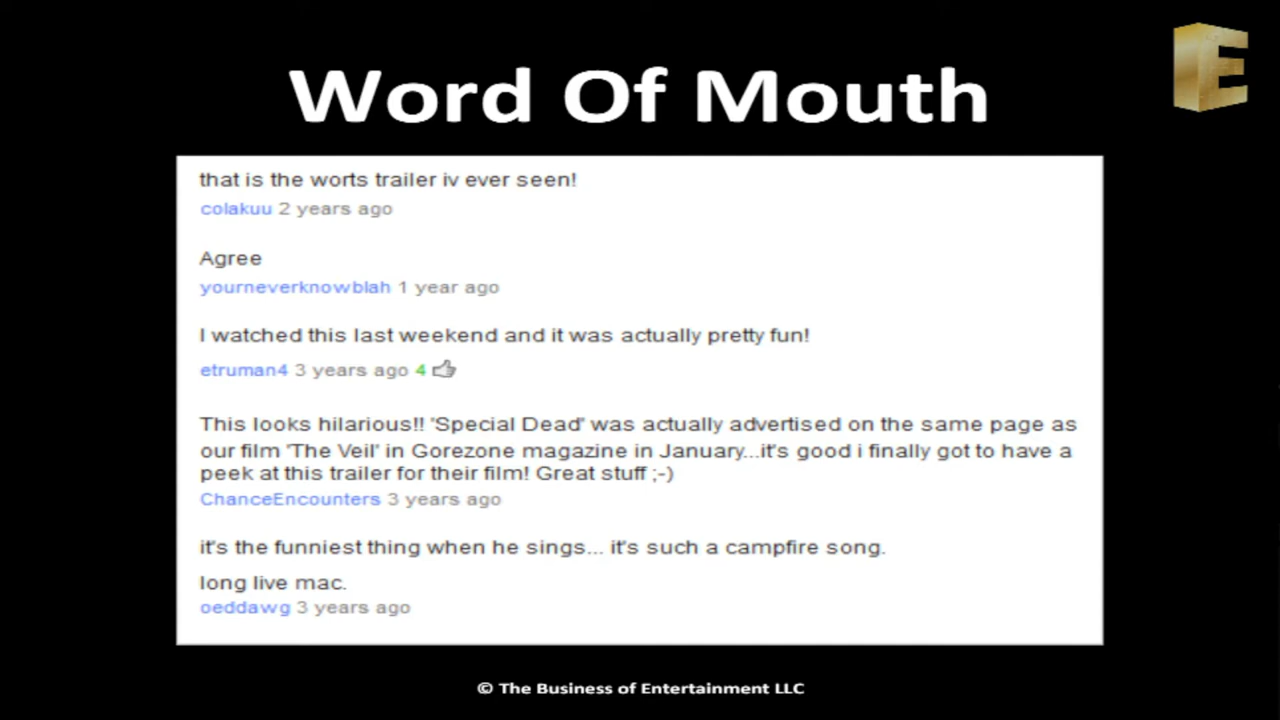 E
Word Of Mouth
that is the worts trailer iv ever seen!
colakuu 2 years ago
Agree
yourneverknowblah 1 year ago
I watched this last weekend and it was actually pretty fun!
etruman4 3 years ago 4
This looks hilarious!! 'Special Dead' was actually advertised on the same page as
our film 'The Veil' in Gorezone magazine in January...it's good i finally got to have a
peek at this trailer for their film! Great stuff ;-)
ChanceEncounters 3 years ago
it's the funniest thing when he sings... it's such a campfire song.
long live mac.
oeddawg 3 years ago
© The Business of Entertainment LLC